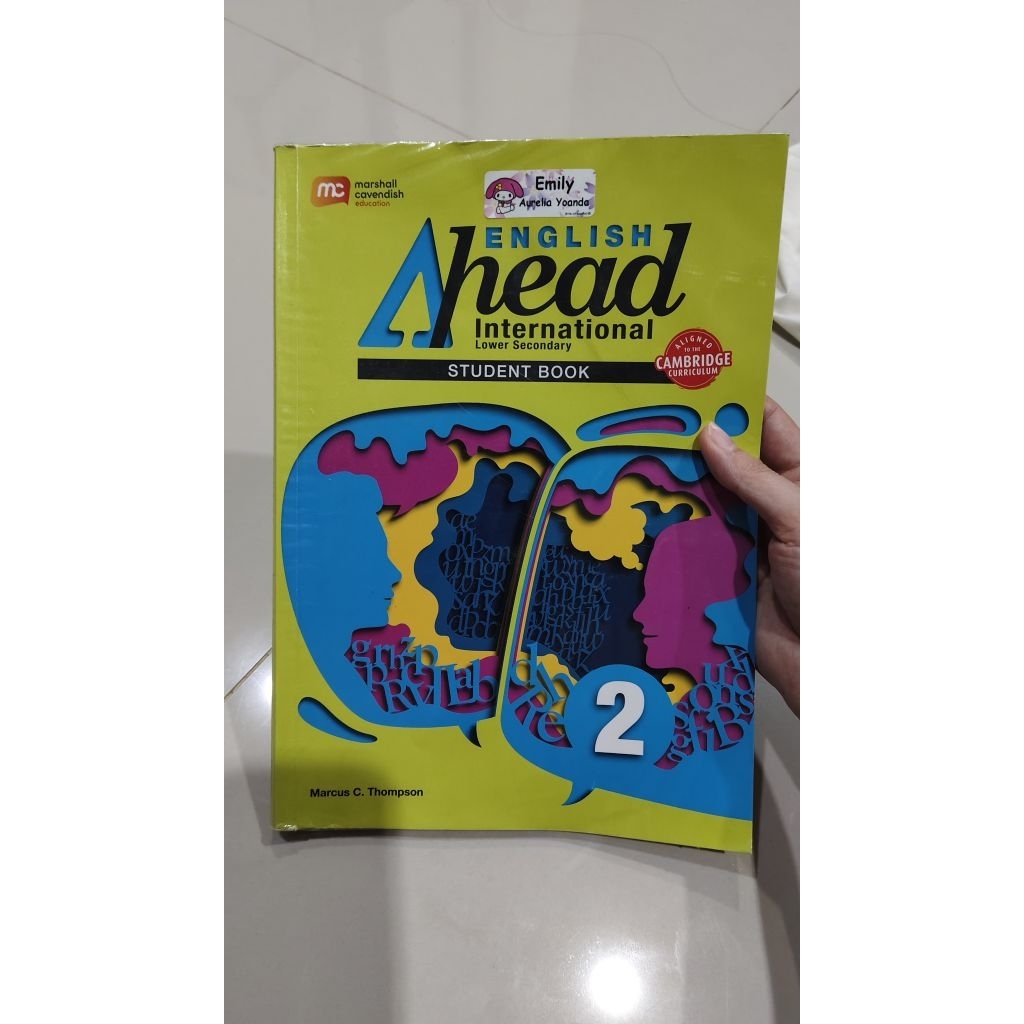 mc marshall
cavendish
education
Emily
Aurelia Yoanda
ENGLISH
Ahead
International
Lower Secondary
STUDENT BOOK
ALIGNED
TO THE
CAMBRIDGE
CURRICULUM
2
Marcus C. Thompson